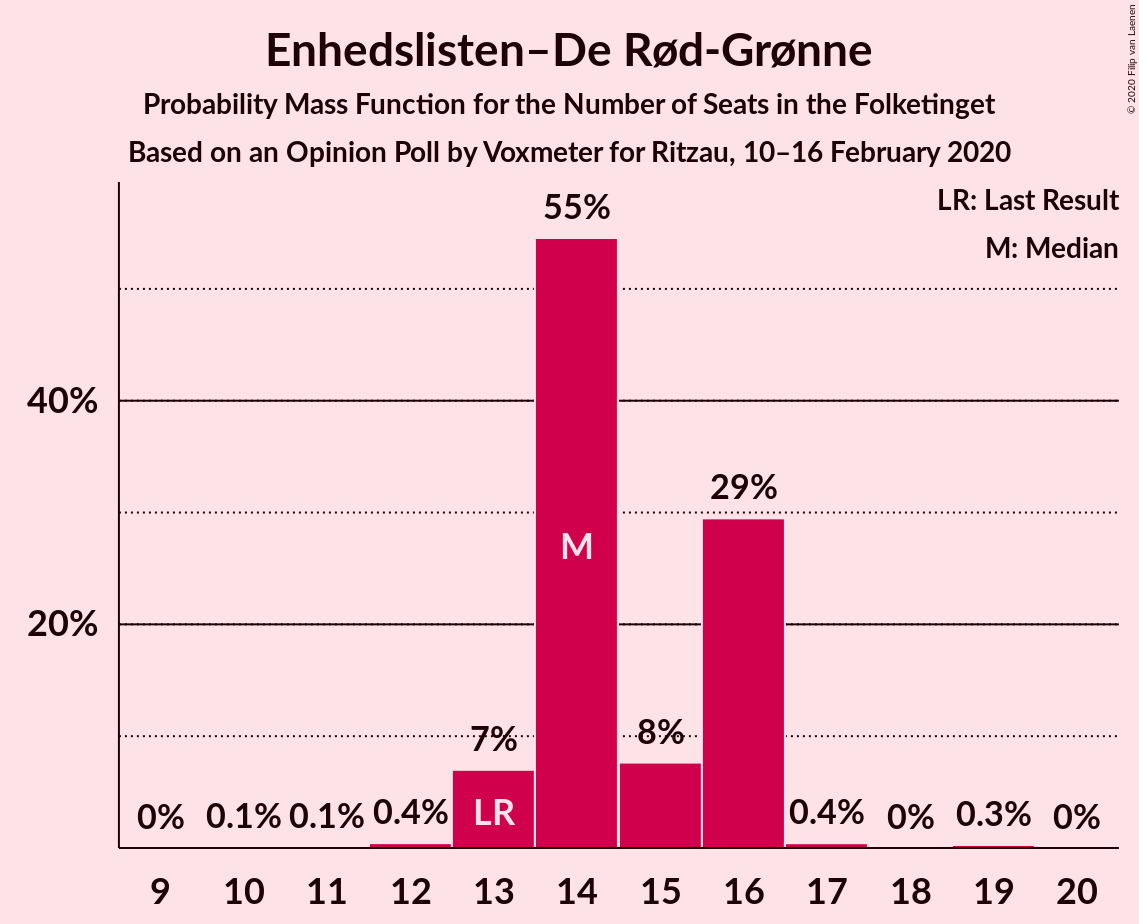 Enhedslisten–De Rød-Grønne
Probability Mass Function for the Number of Seats in the Folketinget
Based on an Opinion Poll by Voxmeter for Ritzau, 10–16 February 2020
© 2020 Filip van Laenen
LR: Last Result
M: Median
55%
40%
29%
M
20%
7%
8%
0%
0.1%
0.1%
0.4%
LR
0.4%
0%
0.3%
0%
9 10 11 12 13 14 15 16 17 18 19 20